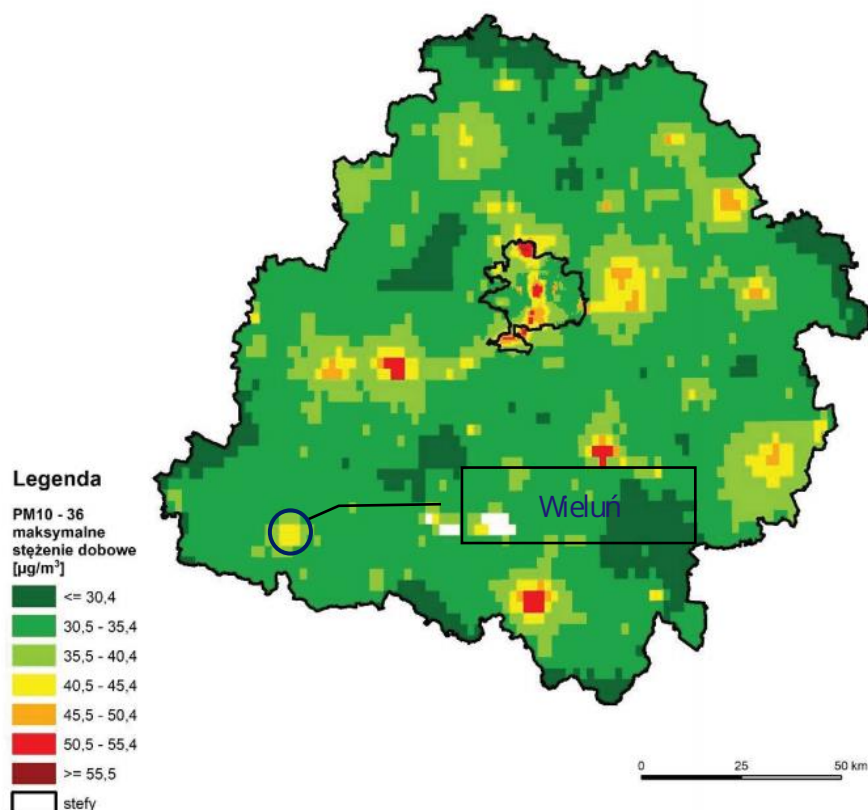 Wieluń
Legenda
PM10 - 36
maksymalne
stężenie dobowe
[µg/m³]
<= 30,4
30,5 - 35,4
35,5 - 40,4
40,5 - 45,4
45,5 - 50,4
50,5 - 55,4
>= 55,5
stefy
0 25 50 km